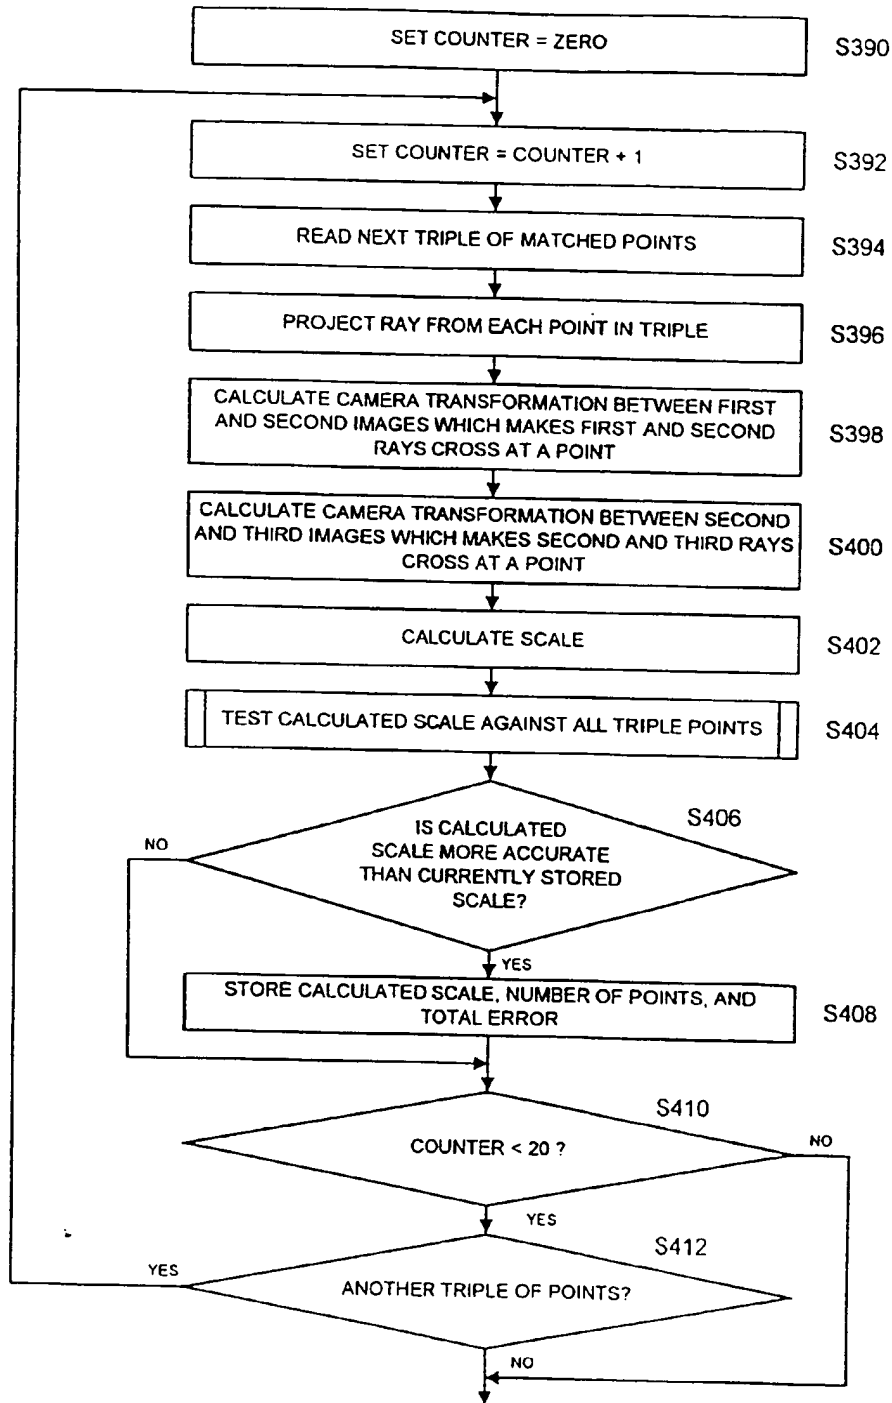 SET COUNTER = ZERO
S390
SET COUNTER = COUNTER + 1
S392
READ NEXT TRIPLE OF MATCHED POINTS
S394
PROJECT RAY FROM EACH POINT IN TRIPLE
S396
CALCULATE CAMERA TRANSFORMATION BETWEEN FIRST
AND SECOND IMAGES WHICH MAKES FIRST AND SECOND
RAYS CROSS AT A POINT
S398
CALCULATE CAMERA TRANSFORMATION BETWEEN SECOND
AND THIRD IMAGES WHICH MAKES SECOND AND THIRD RAYS
CROSS AT A POINT
S400
CALCULATE SCALE
S402
TEST CALCULATED SCALE AGAINST ALL TRIPLE POINTS
S404
S406
NO
IS CALCULATED
SCALE MORE ACCURATE
THAN CURRENTLY STORED
SCALE?
YES
STORE CALCULATED SCALE, NUMBER OF POINTS, AND
TOTAL ERROR
S408
S410
COUNTER < 20 ?
NO
YES
S412
YES
ANOTHER TRIPLE OF POINTS?
NO